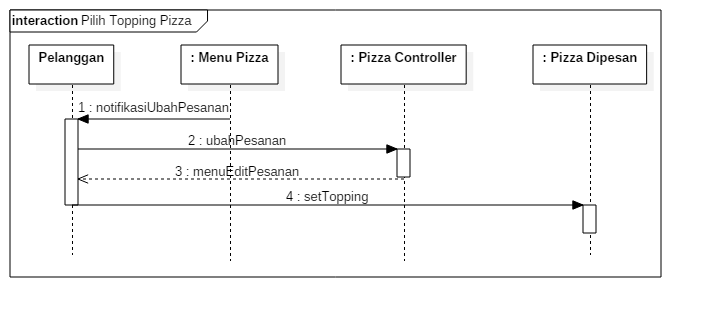 interaction Pilih Topping Pizza
Pelanggan
: Menu Pizza
: Pizza Controller
: Pizza Dipesan
1 : notifikasiUbahPesanan
2 : ubahPesanan
3 : menuEditPesanan
4 : setTopping